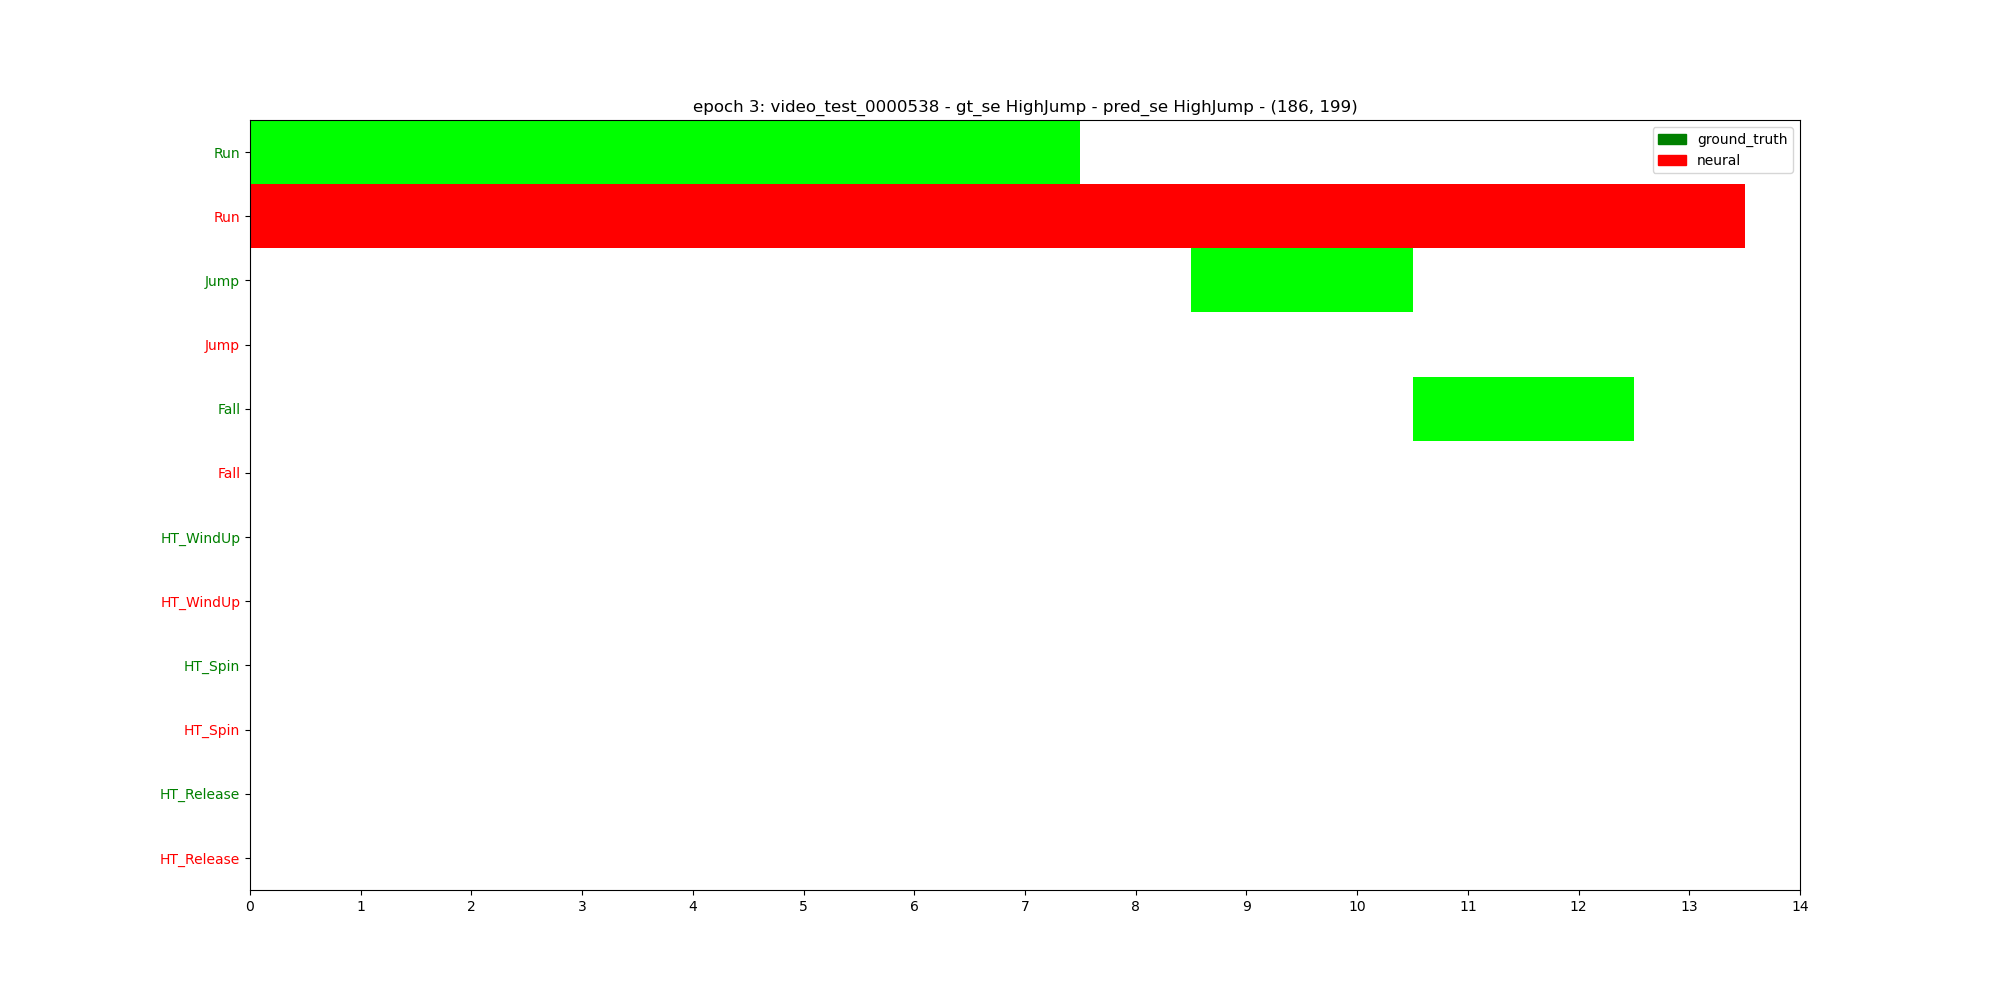 epoch 3: video_test_0000538 - gt_se HighJump - pred_se HighJump - (186, 199)
ground_truth
neural
Run
Run
Jump
Jump
Fall
Fall
HT_WindUp
HT_WindUp
HT_Spin
HT_Spin
HT_Release
HT_Release
0 1 2 3 4 5 6 7 8 9 10 11 12 13 14